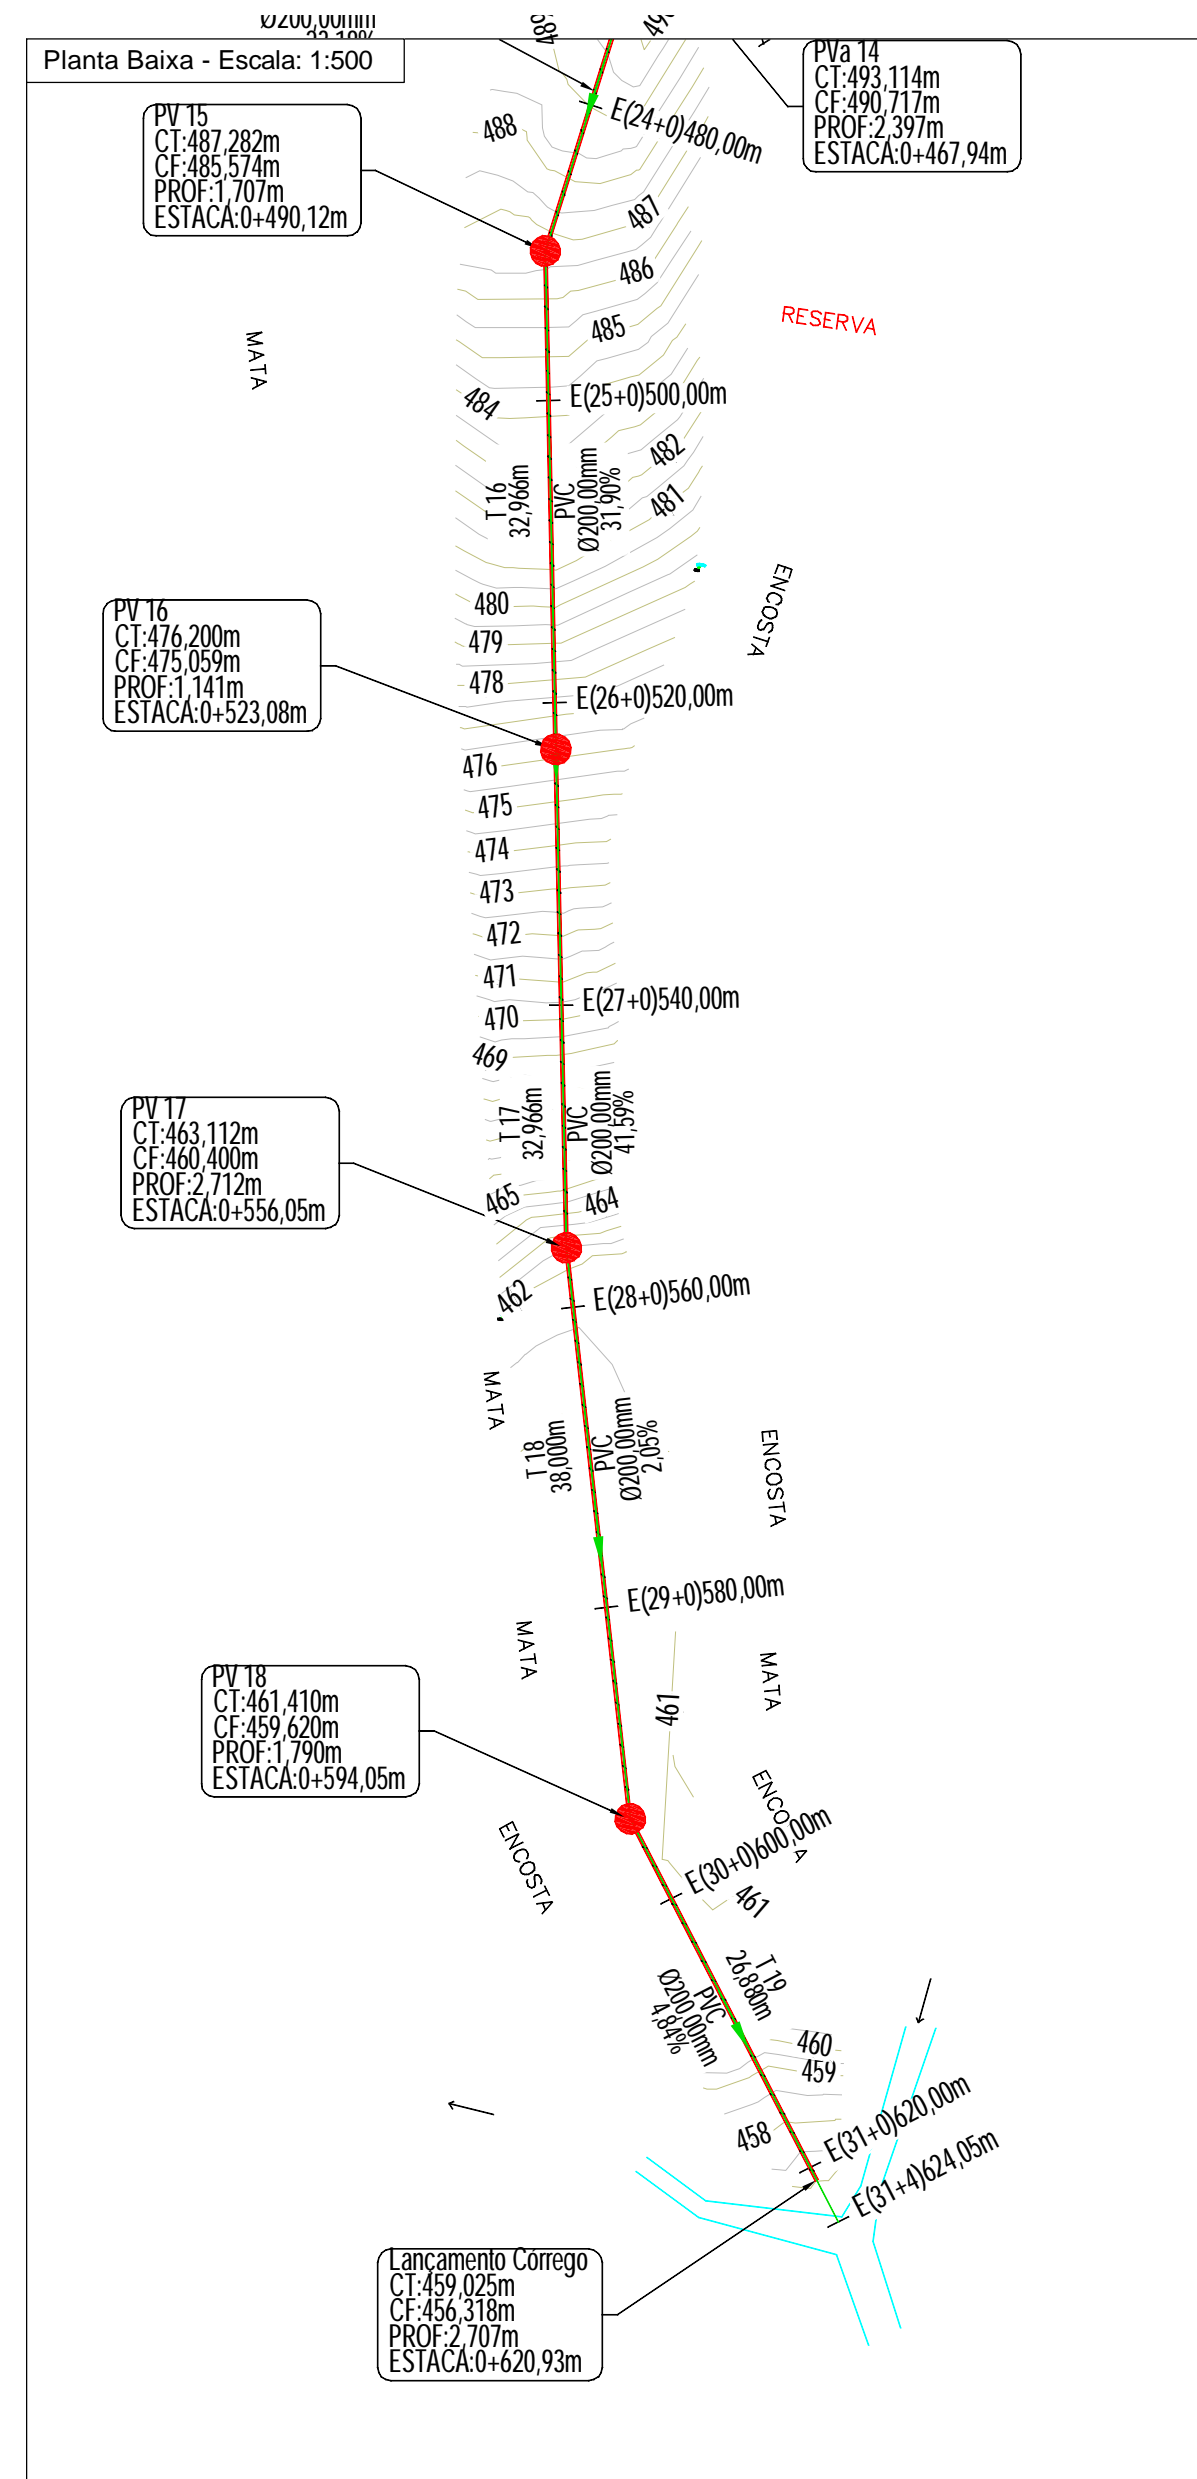 Ø200,00mm
Planta Baixa - Escala: 1:500
PVa 14
CT:493,114m
CF:490,717m
PROF:2,397m
ESTACA:0+467,94m
PV 15
CT:487,282m
CF:485,574m
PROF:1,707m
ESTACA:0+490,12m
488
E(24+0)480,00m
487
486
RESERVA
485
MATA
484
E(25+0)500,00m
482
481
T 16
32,966m
PVC
Ø200,00mm
31,90%
ENCOSTA
480
479
478
PV 16
CT:476,200m
CF:475,059m
PROF:1,141m
ESTACA:0+523,08m
E(26+0)520,00m
476
475
474
473
472
471
470
469
E(27+0)540,00m
T 17
32,966m
PVC
Ø200,00mm
41,59%
PV 17
CT:463,112m
CF:460,400m
PROF:2,712m
ESTACA:0+556,05m
465
464
462
E(28+0)560,00m
MATA
T 18
38,000m
PVC
Ø200,00mm
2,05%
ENCOSTA
E(29+0)580,00m
MATA
MATA
461
PV 18
CT:461,410m
CF:459,620m
PROF:1,790m
ESTACA:0+594,05m
ENCOSTA
ENCOSTA
E(30+0)600,00m
461
T 19
26,880m
PVC
Ø200,00mm
4,84%
460
459
458
E(31+0)620,00m
E(31+4)624,05m
Lançamento Córrego
CT:459,025m
CF:456,318m
PROF:2,707m
ESTACA:0+620,93m